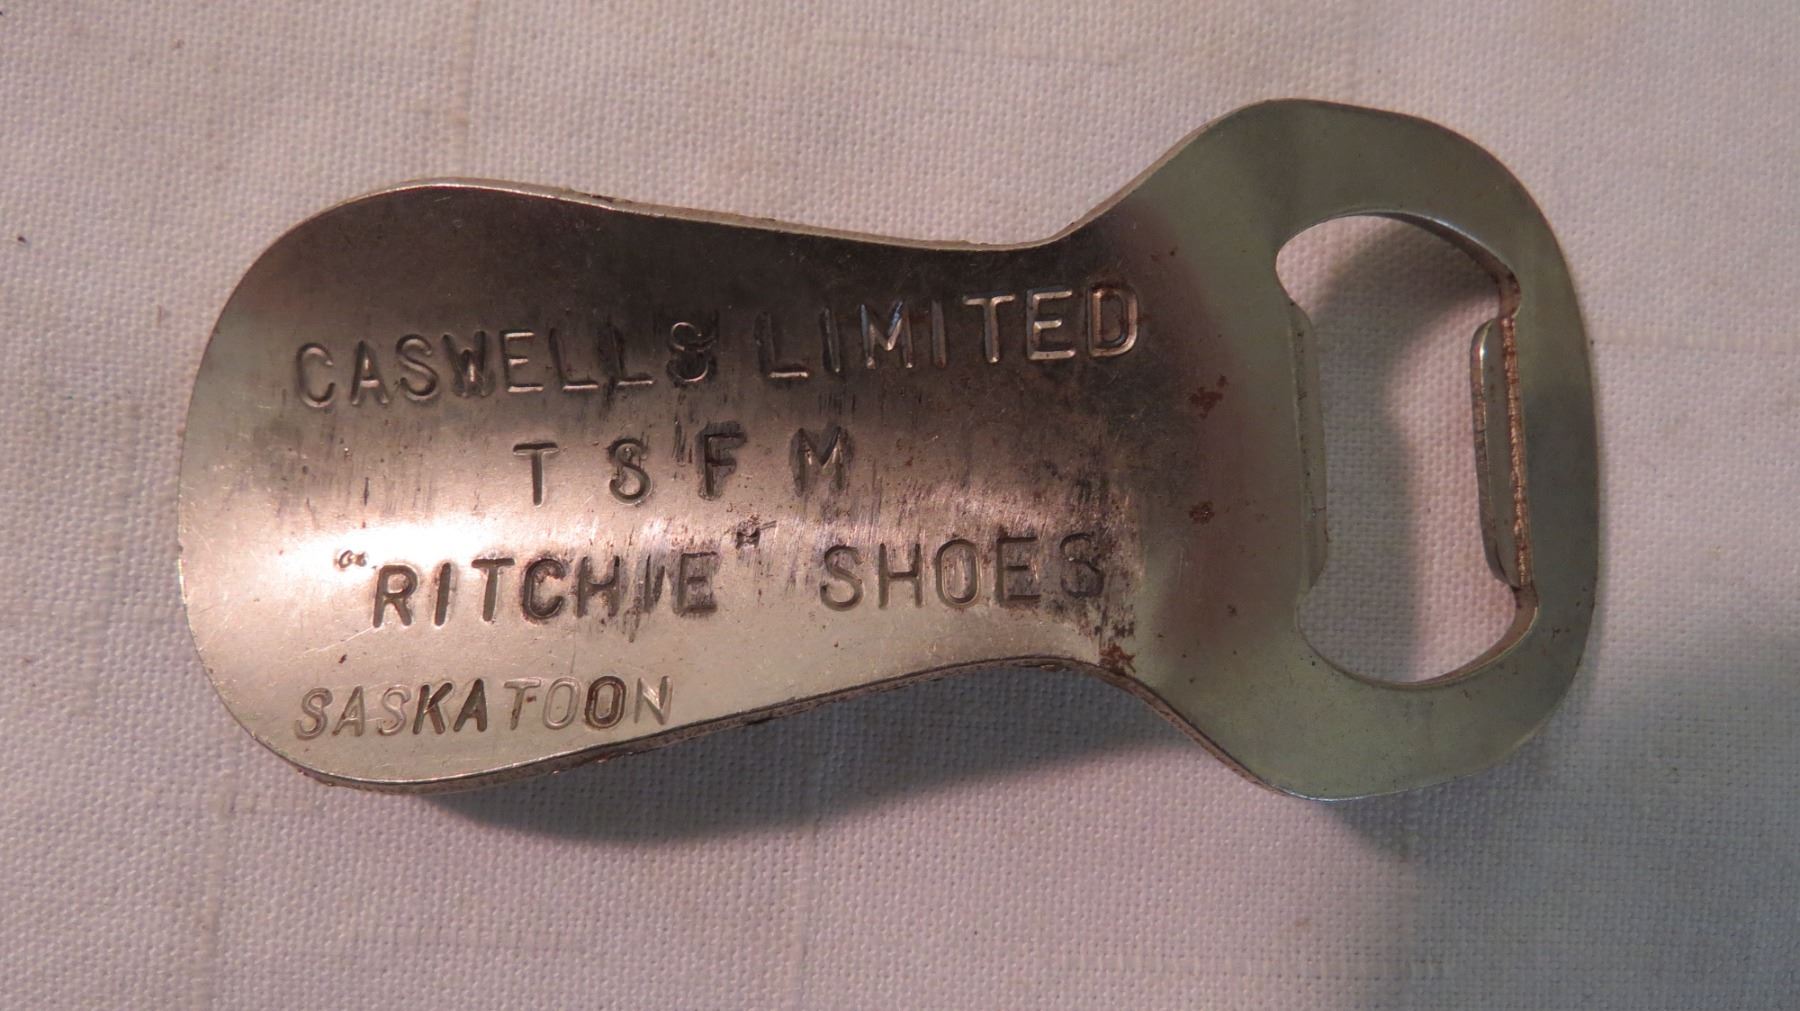 CASWELLS LIMITED
T S F M
"RITCHIE" SHOES
SASKATOON